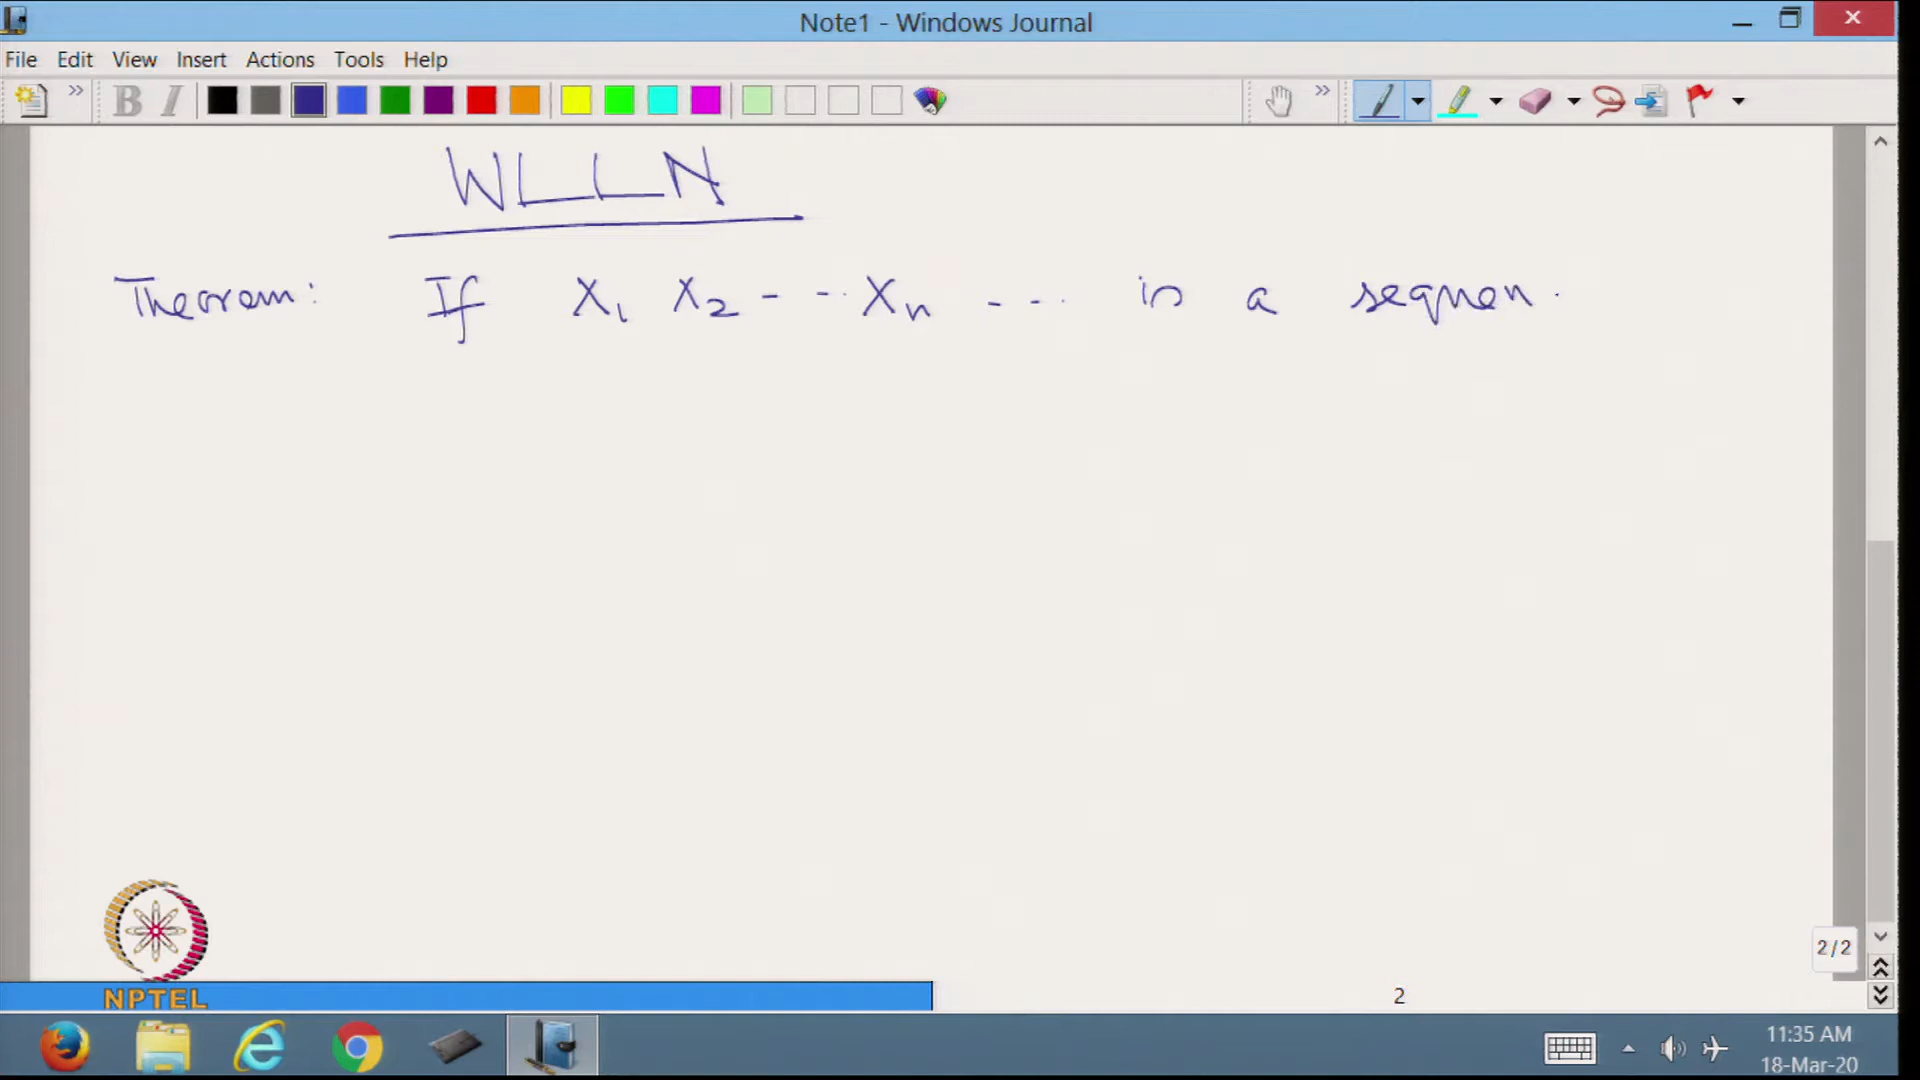 Note1 - Windows Journal
File Edit View Insert Actions Tools Help
B I
WLLN
Theorem: If X1 X2 - - .. Xn - - .. is a sequen.
2/2
NPTEL
2
11:35 AM
18-Mar-20